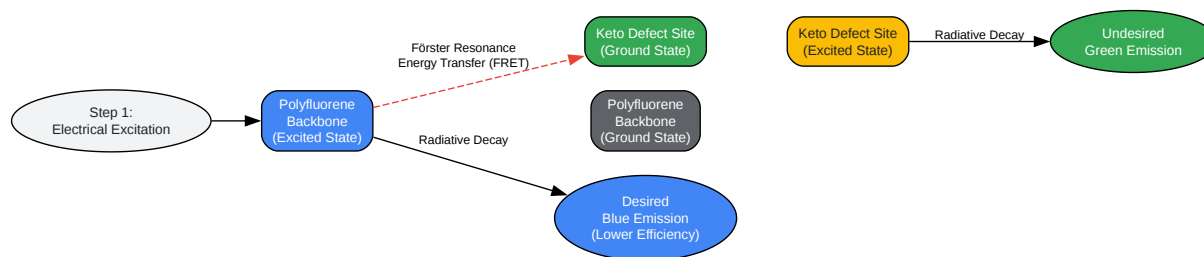 Step 1:
Electrical Excitation
Polyfluorene
Backbone
(Excited State)
Förster Resonance
Energy Transfer (FRET)
Radiative Decay
Keto Defect Site
(Ground State)
Polyfluorene
Backbone
(Ground State)
Desired
Blue Emission
(Lower Efficiency)
Keto Defect Site
(Excited State)
Radiative Decay
Undesired
Green Emission